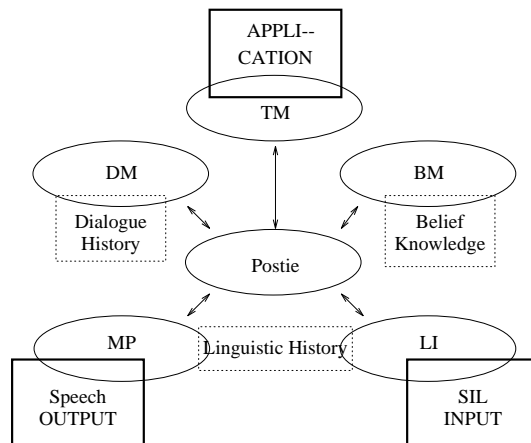 APPLI--
CATION
TM
DM
BM
Dialogue
History
Belief
Knowledge
Postie
MP
Linguistic History
LI
Speech
OUTPUT
SIL
INPUT